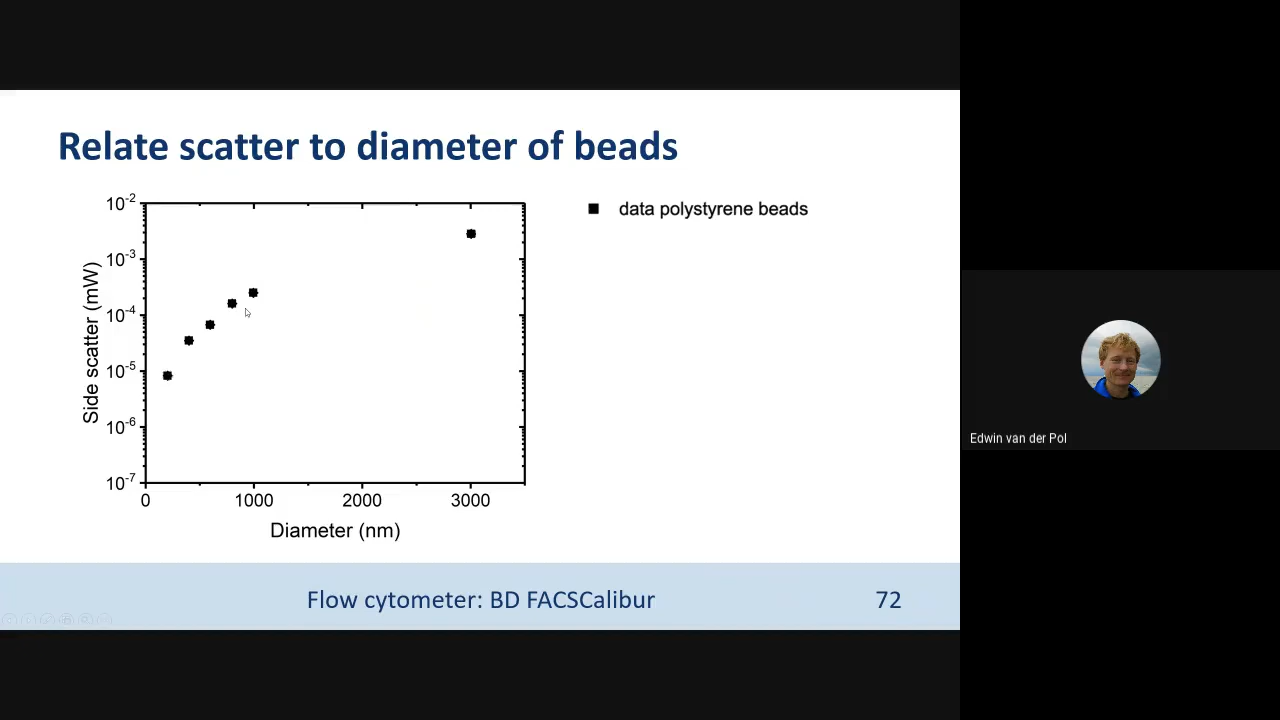 Relate scatter to diameter of beads
10-2
10-3
10-4
10-5
10-6
10-7
Side scatter (mW)
0 1000 2000 3000
Diameter (nm)
data polystyrene beads
Flow cytometer: BD FACSCalibur
72
Edwin van der Pol